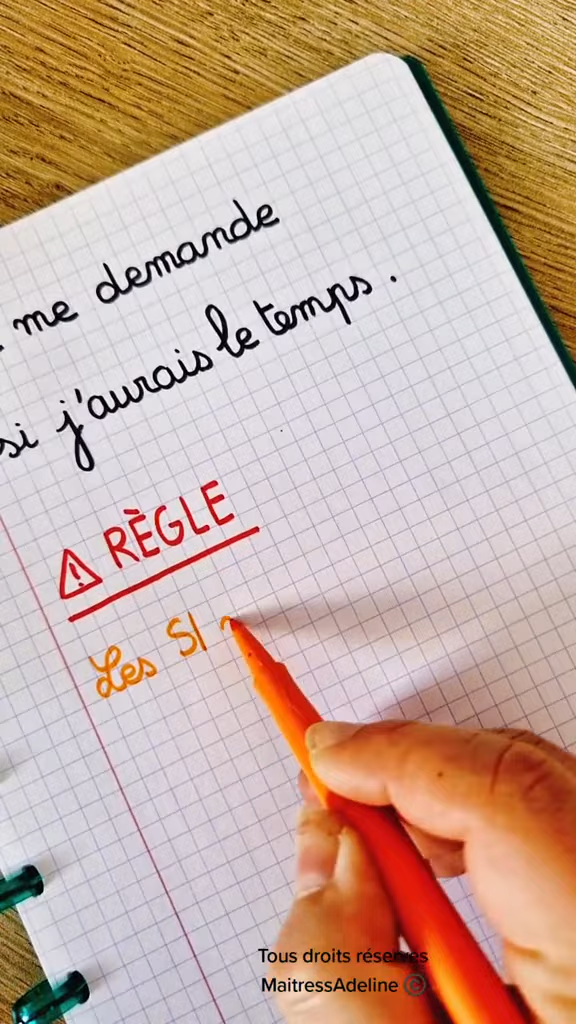 me demande
si j'aurais le temps.
⚠ RÈGLE
Les SI
Tous droits réservés
MaitressAdeline ©